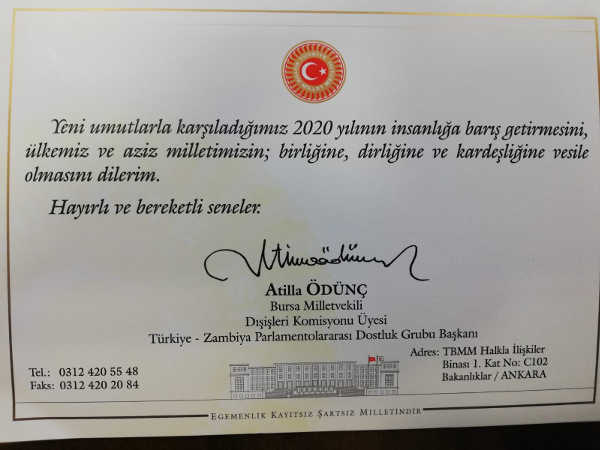 Yeni umutlarla karşıladığımız 2020 yılının insanlığa barış getirmesini,
ülkemiz ve aziz milletimizin; birliğine, dirliğine ve kardeşliğine vesile
olmasını dilerim.
Hayırlı ve bereketli seneler.
Atilla ÖDÜNÇ
Bursa Milletvekili
Dışişleri Komisyonu Üyesi
Türkiye - Zambiya Parlamentolararası Dostluk Grubu Başkanı
Tel.: 0312 420 55 48
Faks: 0312 420 20 84
Adres: TBMM Halkla İlişkiler
Binası 1. Kat No: C102
Bakanlıklar / ANKARA
EGEMENLİK KAYITSIZ ŞARTSIZ MİLLETİNDİR